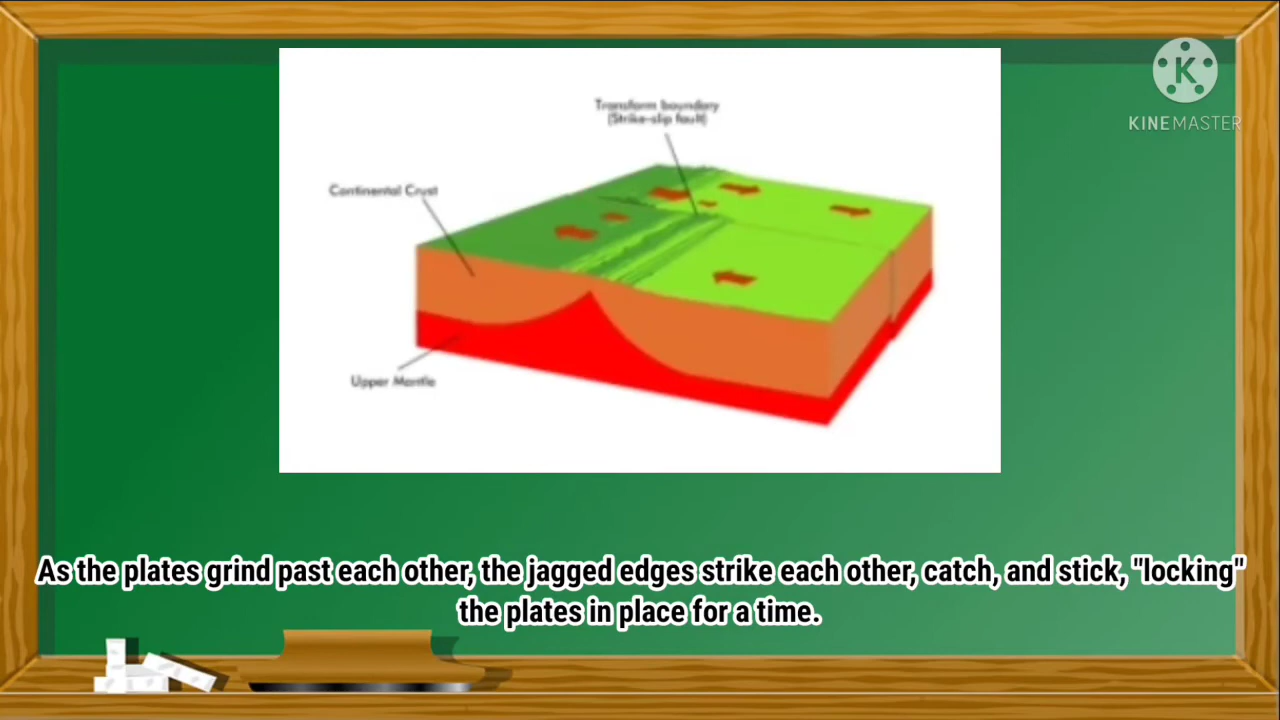 KINEMASTER
Transform boundary
(Strike-slip fault)
Continental Crust
Upper Mantle
As the plates grind past each other, the jagged edges strike each other, catch, and stick, "locking"
the plates in place for a time.